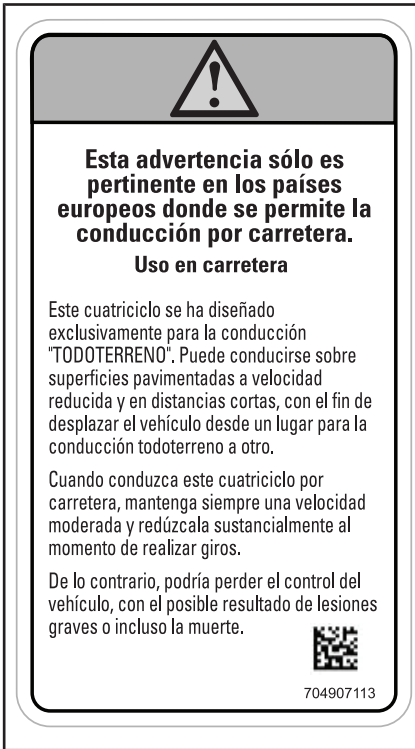 Esta advertencia sólo es
pertinente en los países
europeos donde se permite la
conducción por carretera.
Uso en carretera
Este cuatriciclo se ha diseñado
exclusivamente para la conducción
"TODOTERRENO". Puede conducirse sobre
superficies pavimentadas a velocidad
reducida y en distancias cortas, con el fin de
desplazar el vehículo desde un lugar para la
conducción todoterreno a otro.
Cuando conduzca este cuatriciclo por
carretera, mantenga siempre una velocidad
moderada y redúzcala sustancialmente al
momento de realizar giros.
De lo contrario, podría perder el control del
vehículo, con el posible resultado de lesiones
graves o incluso la muerte.
704907113